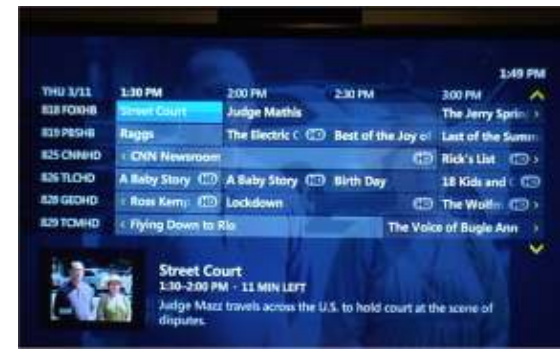 1:49 PM
THU 3/11 1:30 PM 2:00 PM 2:30 PM 3:00 PM
818 FOXHB Street Court Judge Mathis The Jerry Sprin
819 PBSHB Raggs The Electric C HD Best of the Joy of Last of the Summ
825 CNNHD CNN Newsroom HD Rick's List HD
826 TLCHD A Baby Story HD A Baby Story HD Birth Day 18 Kids and C HD
828 GEOHD Ross Kemp: HD Lockdown HD The Wolf HD
829 TCMHD Flying Down to Rio The Voice of Bugle Ann
Street Court
1:30-2:00 PM · 11 MIN LEFT
Judge Mazz travels across the U.S. to hold court at the scene of
disputes.